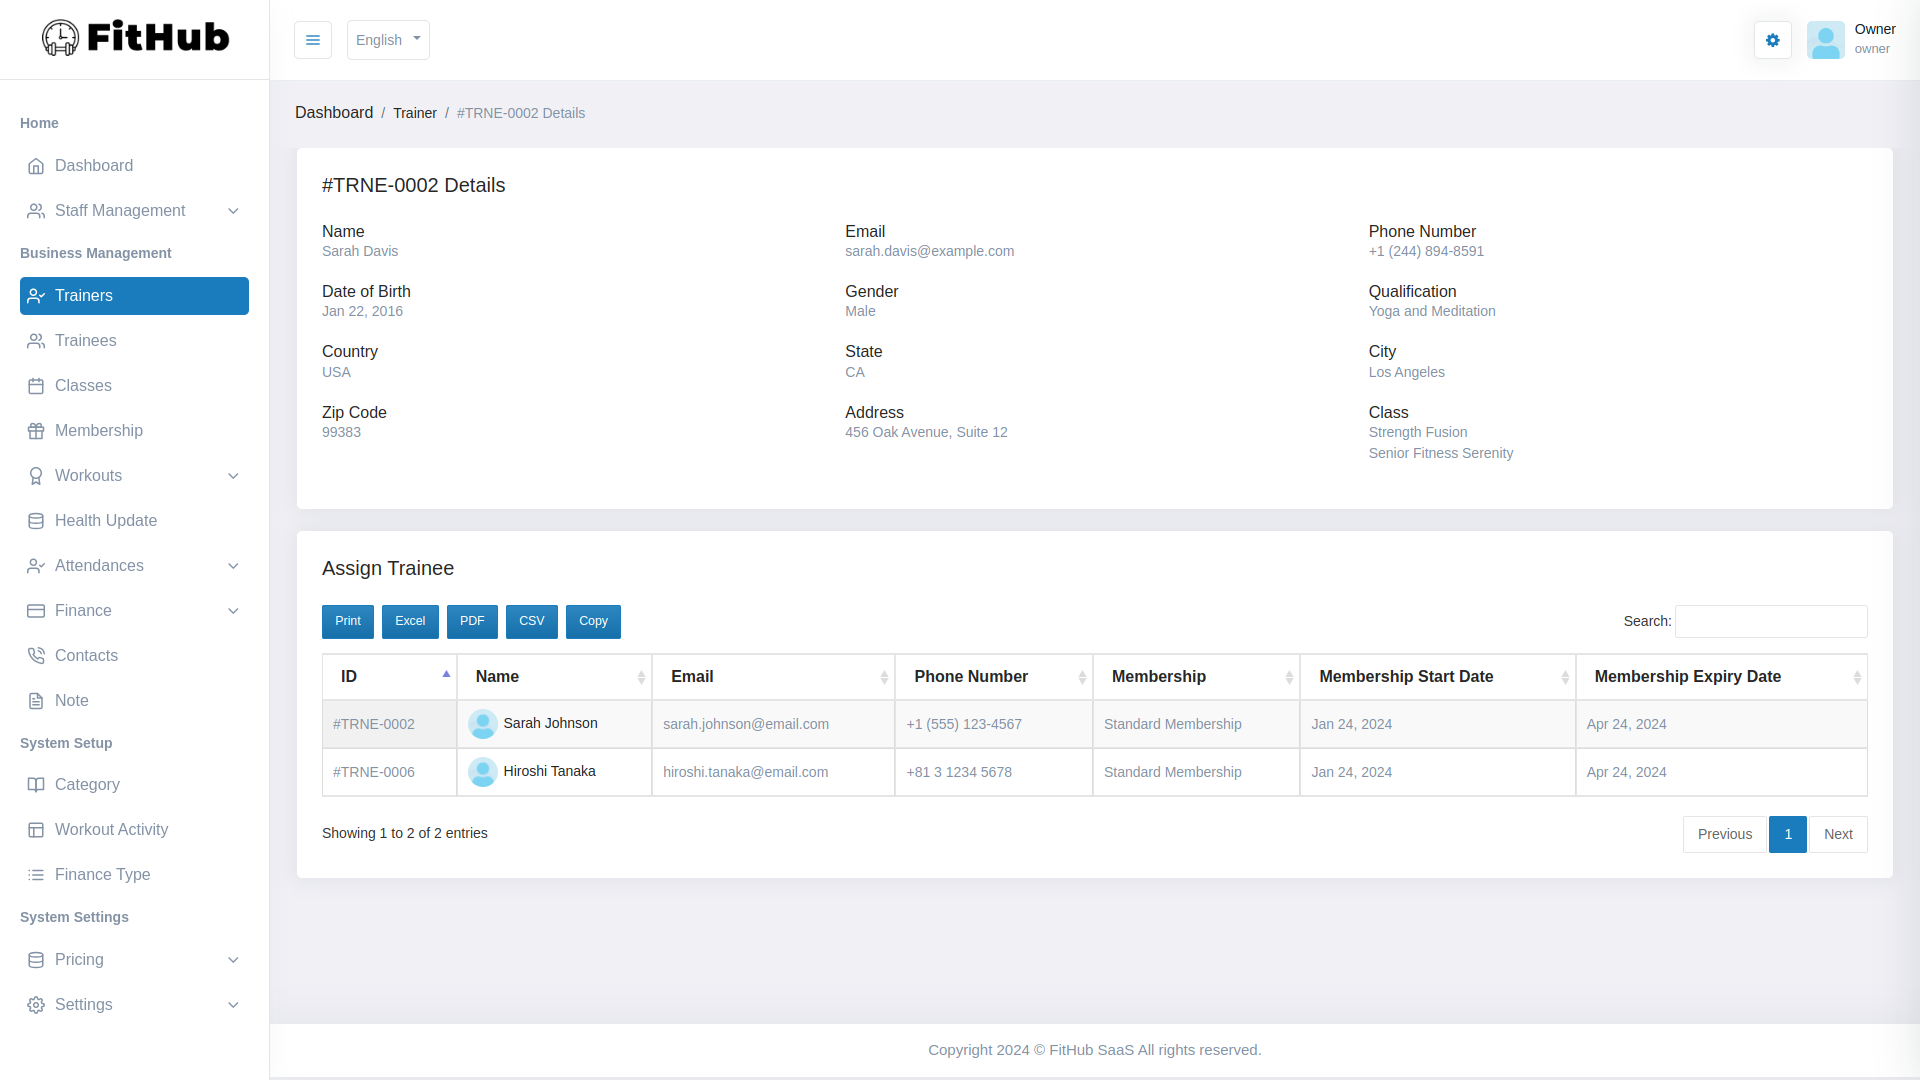 FitHub
English
Owner
owner
Home
Dashboard
Staff Management
Business Management
Trainers
Trainees
Classes
Membership
Workouts
Health Update
Attendances
Finance
Contacts
Note
System Setup
Category
Workout Activity
Finance Type
System Settings
Pricing
Settings
Dashboard / Trainer / #TRNE-0002 Details
#TRNE-0002 Details
Name Email Phone Number
Sarah Davis sarah.davis@example.com +1 (244) 894-8591
Date of Birth Gender Qualification
Jan 22, 2016 Male Yoga and Meditation
Country State City
USA CA Los Angeles
Zip Code Address Class
99383 456 Oak Avenue, Suite 12 Strength Fusion
Senior Fitness Serenity
Assign Trainee
Print Excel PDF CSV Copy Search:
ID Name Email Phone Number Membership Membership Start Date Membership Expiry Date
#TRNE-0002 Sarah Johnson sarah.johnson@email.com +1 (555) 123-4567 Standard Membership Jan 24, 2024 Apr 24, 2024
#TRNE-0006 Hiroshi Tanaka hiroshi.tanaka@email.com +81 3 1234 5678 Standard Membership Jan 24, 2024 Apr 24, 2024
Showing 1 to 2 of 2 entries Previous 1 Next
Copyright 2024 © FitHub SaaS All rights reserved.